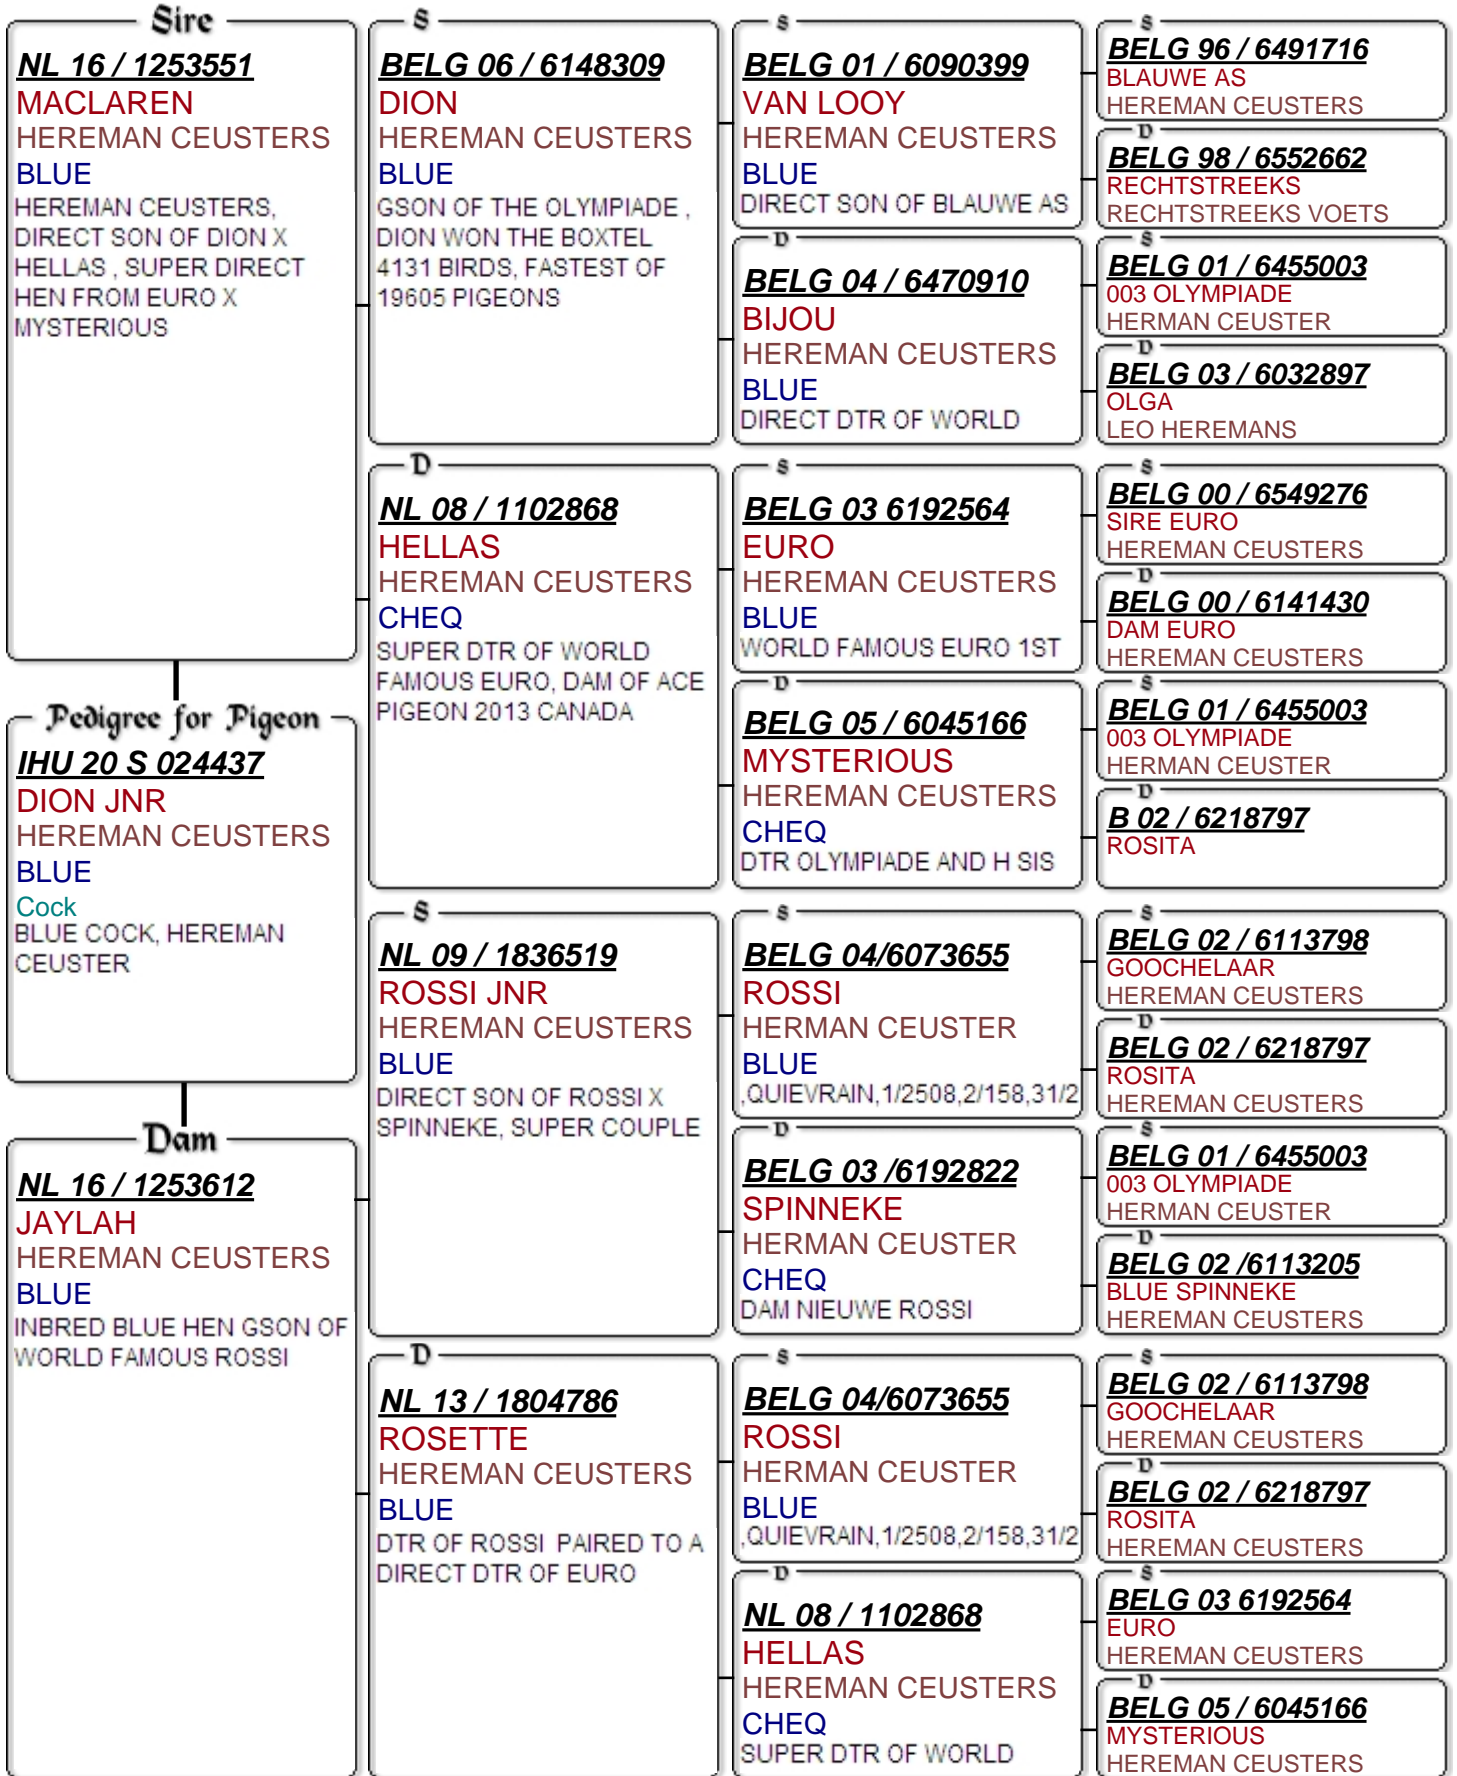 Sire
NL 16 / 1253551
MACLAREN
HEREMAN CEUSTERS
BLUE
HEREMAN CEUSTERS,
DIRECT SON OF DION X
HELLAS , SUPER DIRECT
HEN FROM EURO X
MYSTERIOUS
Pedigree for Pigeon
IHU 20 S 024437
DION JNR
HEREMAN CEUSTERS
BLUE
Cock
BLUE COCK, HEREMAN
CEUSTER
Dam
NL 16 / 1253612
JAYLAH
HEREMAN CEUSTERS
BLUE
INBRED BLUE HEN GSON OF
WORLD FAMOUS ROSSI
S
BELG 06 / 6148309
DION
HEREMAN CEUSTERS
BLUE
GSON OF THE OLYMPIADE ,
DION WON THE BOXTEL
4131 BIRDS, FASTEST OF
19605 PIGEONS
D
NL 08 / 1102868
HELLAS
HEREMAN CEUSTERS
CHEQ
SUPER DTR OF WORLD
FAMOUS EURO, DAM OF ACE
PIGEON 2013 CANADA
S
NL 09 / 1836519
ROSSI JNR
HEREMAN CEUSTERS
BLUE
DIRECT SON OF ROSSI X
SPINNEKE, SUPER COUPLE
D
NL 13 / 1804786
ROSETTE
HEREMAN CEUSTERS
BLUE
DTR OF ROSSI  PAIRED TO A
DIRECT DTR OF EURO
S
BELG 01 / 6090399
VAN LOOY
HEREMAN CEUSTERS
BLUE
DIRECT SON OF BLAUWE AS
D
BELG 04 / 6470910
BIJOU
HEREMAN CEUSTERS
BLUE
DIRECT DTR OF WORLD
S
BELG 03 6192564
EURO
HEREMAN CEUSTERS
BLUE
WORLD FAMOUS EURO 1ST
D
BELG 05 / 6045166
MYSTERIOUS
HEREMAN CEUSTERS
CHEQ
DTR OLYMPIADE AND H SIS
S
BELG 04/6073655
ROSSI
HERMAN CEUSTER
BLUE
,QUIEVRAIN,1/2508,2/158,31/2
D
BELG 03 /6192822
SPINNEKE
HERMAN CEUSTER
CHEQ
DAM NIEUWE ROSSI
S
BELG 04/6073655
ROSSI
HERMAN CEUSTER
BLUE
,QUIEVRAIN,1/2508,2/158,31/2
D
NL 08 / 1102868
HELLAS
HEREMAN CEUSTERS
CHEQ
SUPER DTR OF WORLD
S
BELG 96 / 6491716
BLAUWE AS
HEREMAN CEUSTERS
D
BELG 98 / 6552662
RECHTSTREEKS
RECHTSTREEKS VOETS
S
BELG 01 / 6455003
003 OLYMPIADE
HERMAN CEUSTER
D
BELG 03 / 6032897
OLGA
LEO HEREMANS
S
BELG 00 / 6549276
SIRE EURO
HEREMAN CEUSTERS
D
BELG 00 / 6141430
DAM EURO
HEREMAN CEUSTERS
S
BELG 01 / 6455003
003 OLYMPIADE
HERMAN CEUSTER
D
B 02 / 6218797
ROSITA
S
BELG 02 / 6113798
GOOCHELAAR
HEREMAN CEUSTERS
D
BELG 02 / 6218797
ROSITA
HEREMAN CEUSTERS
S
BELG 01 / 6455003
003 OLYMPIADE
HERMAN CEUSTER
D
BELG 02 /6113205
BLUE SPINNEKE
HEREMAN CEUSTERS
S
BELG 02 / 6113798
GOOCHELAAR
HEREMAN CEUSTERS
D
BELG 02 / 6218797
ROSITA
HEREMAN CEUSTERS
S
BELG 03 6192564
EURO
HEREMAN CEUSTERS
D
BELG 05 / 6045166
MYSTERIOUS
HEREMAN CEUSTERS